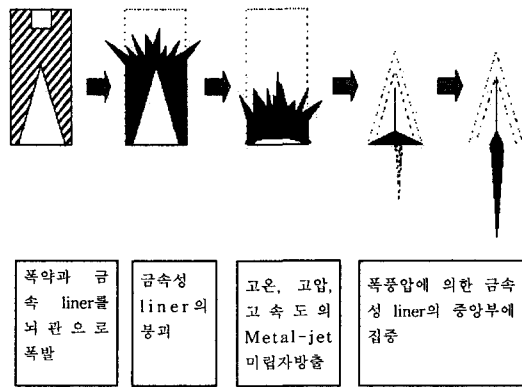 폭약과 금
속 liner를
뇌관으로
폭발
금속성
liner의
붕괴
고온, 고압,
고속도의
Metal-jet
미립자방출
폭풍압에 의한 금속
성 liner의 중앙부에
집중